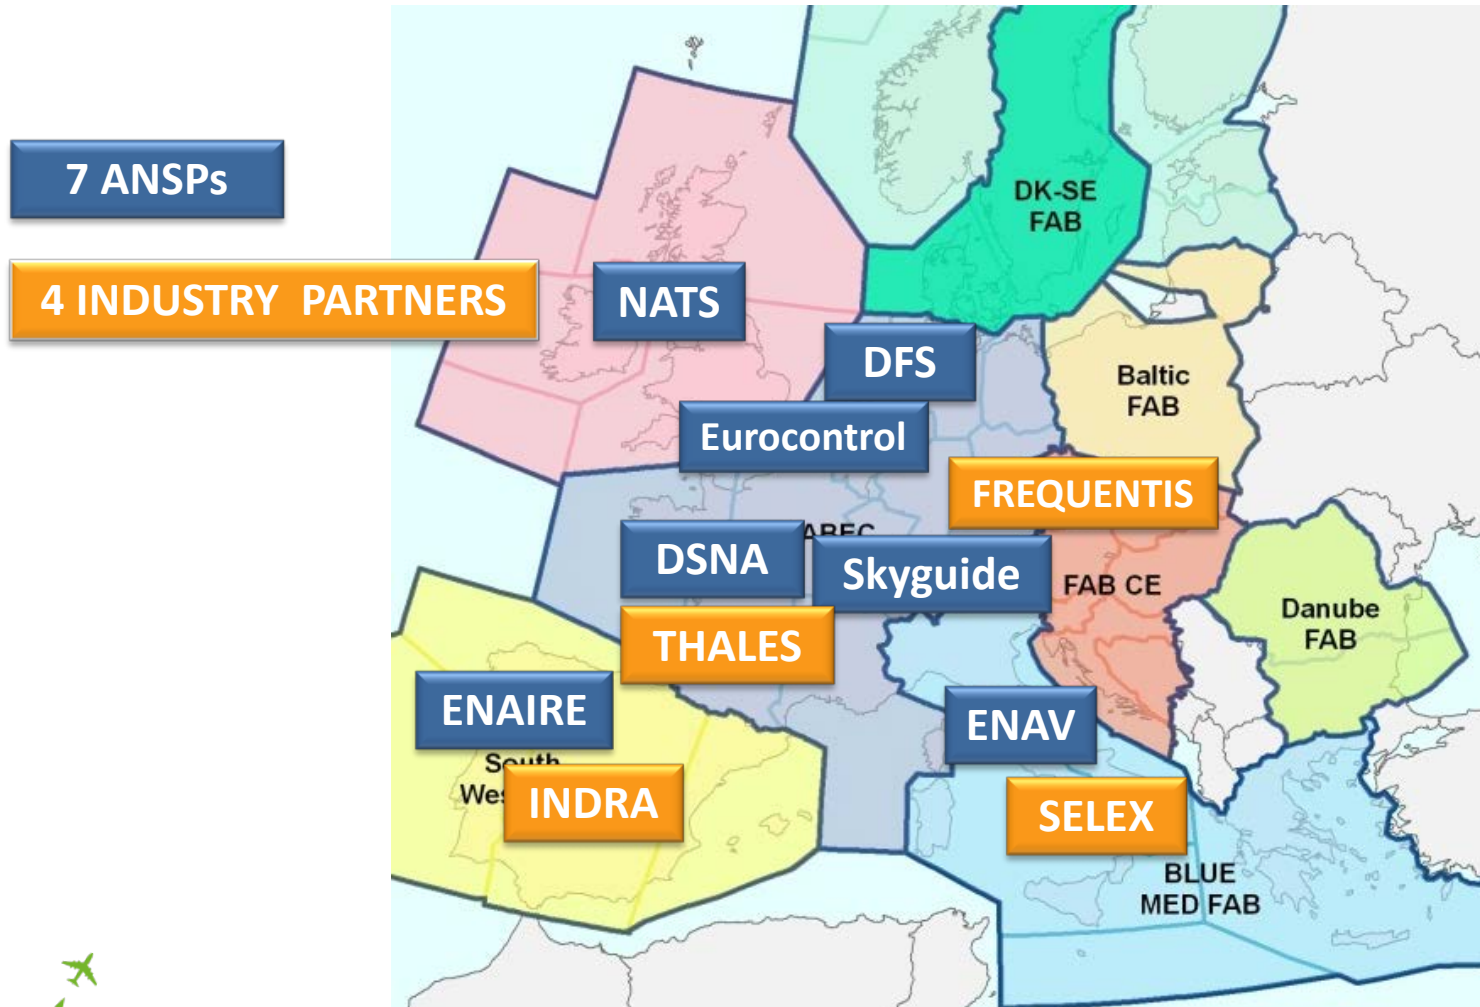 7 ANSPs
4 INDUSTRY PARTNERS
DK-SE
FAB
NATS
DFS
Baltic
FAB
Eurocontrol
FREQUENTIS
DSNA
Skyguide
FAB CE
THALES
Danube
FAB
ENAIRE
ENAV
South
INDRA
SELEX
BLUE
MED FAB